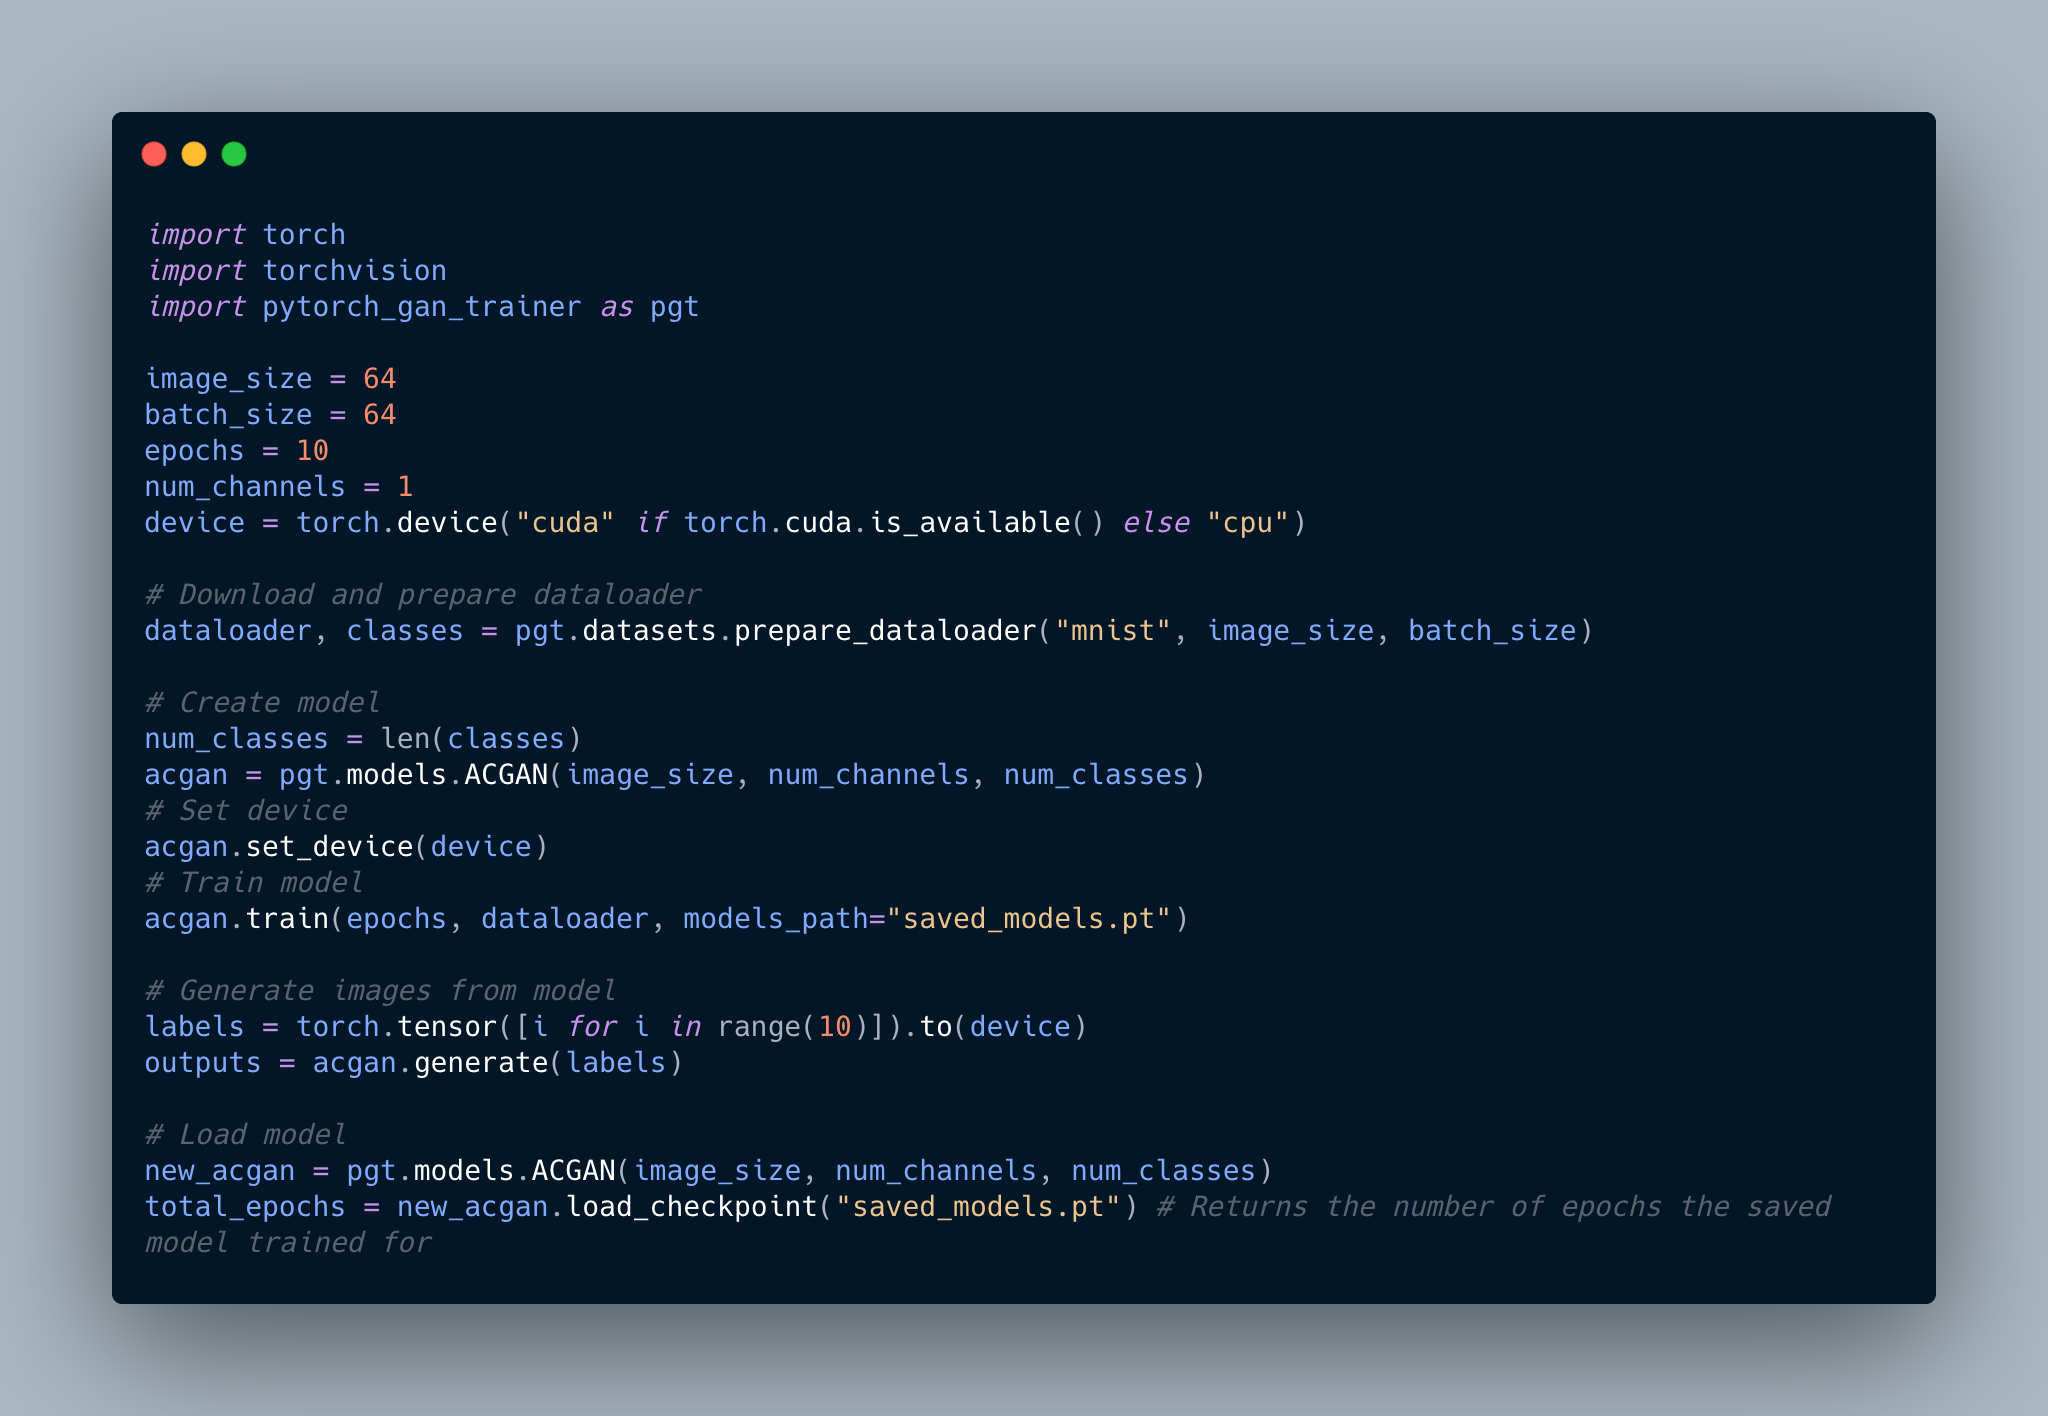 import torch
import torchvision
import pytorch_gan_trainer as pgt
image_size = 64
batch_size = 64
epochs = 10
num_channels = 1
device = torch.device("cuda" if torch.cuda.is_available() else "cpu")
# Download and prepare dataloader
dataloader, classes = pgt.datasets.prepare_dataloader("mnist", image_size, batch_size)
# Create model
num_classes = len(classes)
acgan = pgt.models.ACGAN(image_size, num_channels, num_classes)
# Set device
acgan.set_device(device)
# Train model
acgan.train(epochs, dataloader, models_path="saved_models.pt")
# Generate images from model
labels = torch.tensor([i for i in range(10)]).to(device)
outputs = acgan.generate(labels)
# Load model
new_acgan = pgt.models.ACGAN(image_size, num_channels, num_classes)
total_epochs = new_acgan.load_checkpoint("saved_models.pt") # Returns the number of epochs the saved
model trained for